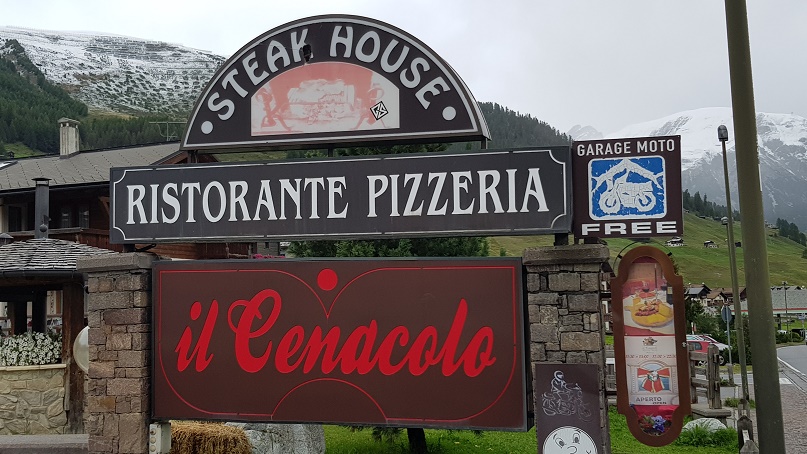 STEAK HOUSE
RISTORANTE PIZZERIA
GARAGE MOTO
FREE
il Cenacolo
APERTO